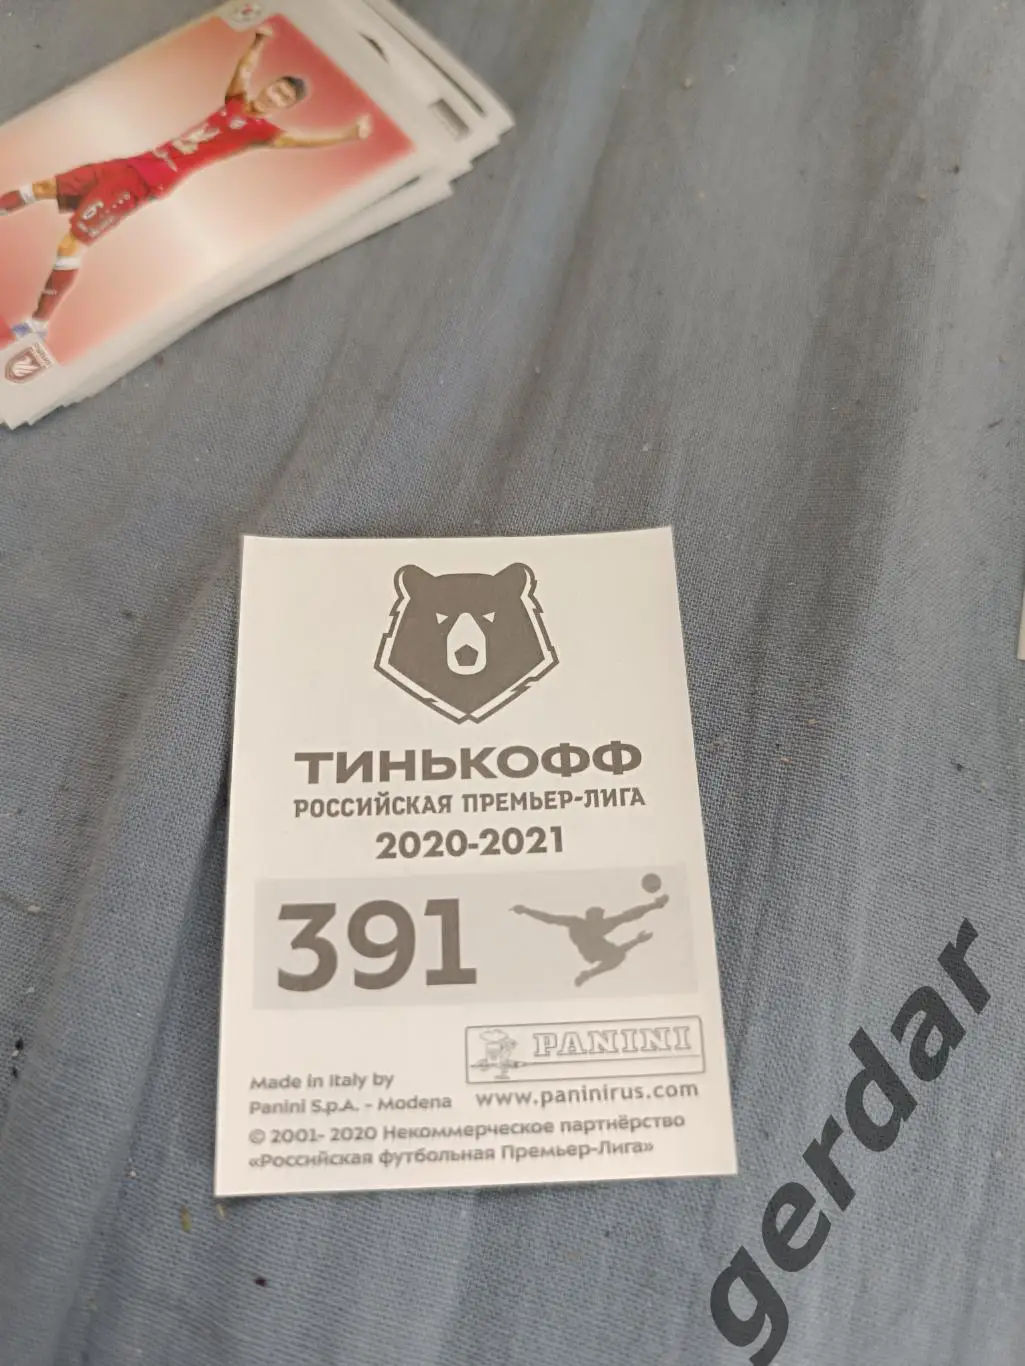 ТИНЬКОФФ
РОССИЙСКАЯ ПРЕМЬЕР-ЛИГА
2020-2021
391
PANINI
Made in Italy by
Panini S.p.A. - Modena
www.paninirus.com
© 2001- 2020 Некоммерческое партнёрство
«Российская футбольная Премьер-Лига»
gerdar